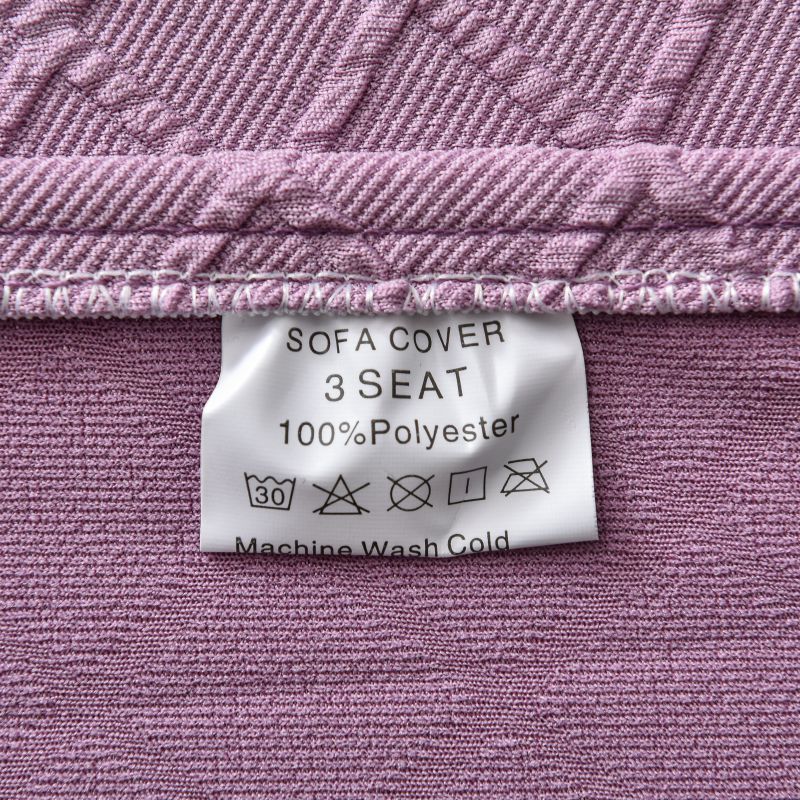 SOFA COVER
3 SEAT
100%Polyester
30
Machine Wash Cold